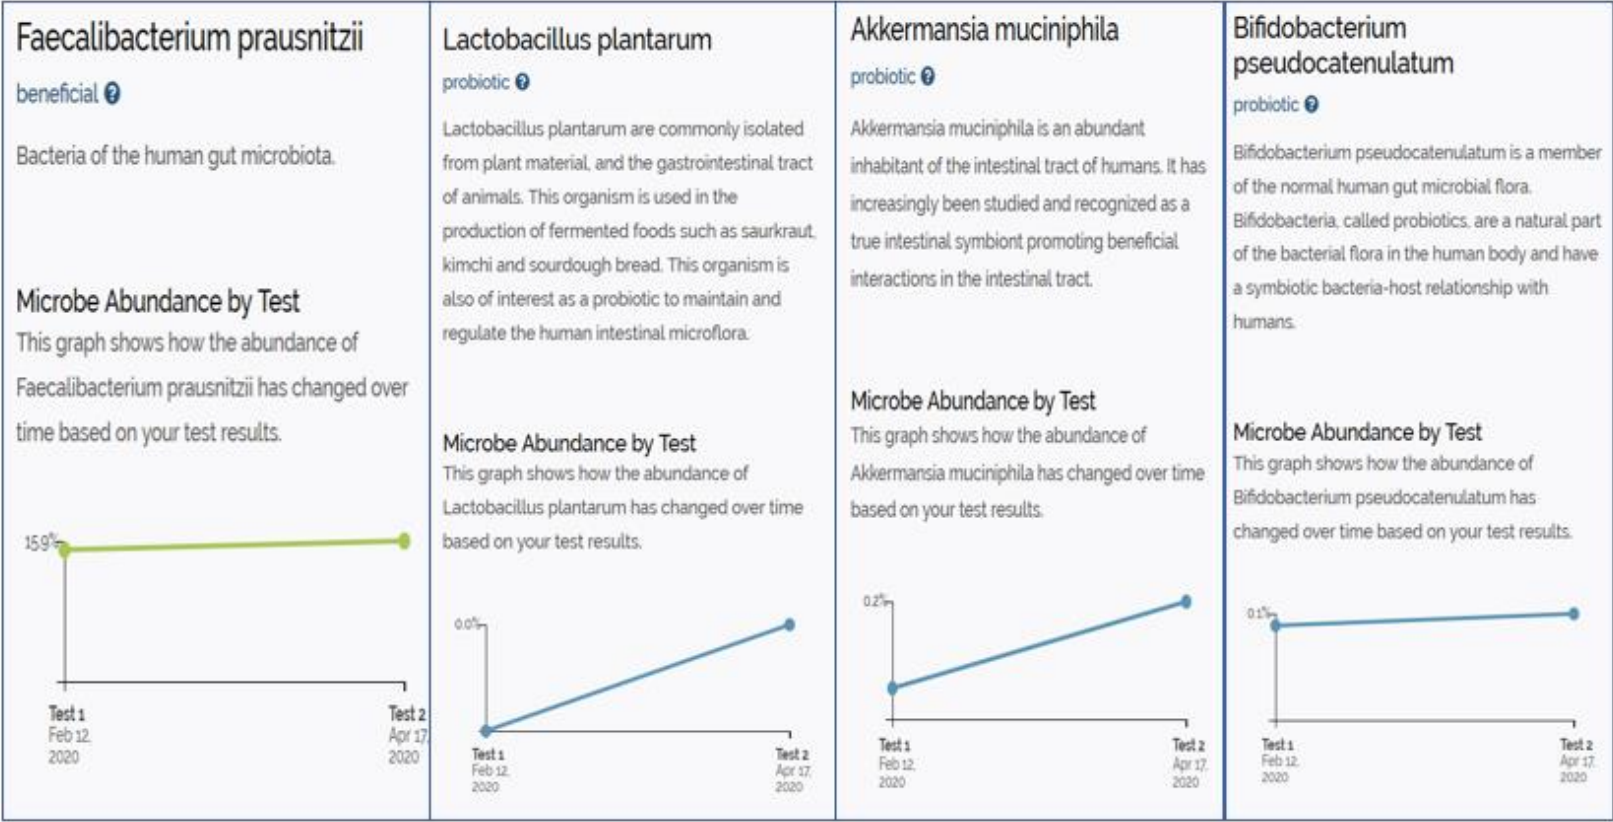 Faecalibacterium prausnitzii
beneficial ?
Bacteria of the human gut microbiota.
Microbe Abundance by Test
This graph shows how the abundance of
Faecalibacterium prausnitzii has changed over
time based on your test results.
15.9%
Test 1
Feb 12,
2020
Test 2
Apr 17,
2020
Lactobacillus plantarum
probiotic ?
Lactobacillus plantarum are commonly isolated
from plant material, and the gastrointestinal tract
of animals. This organism is used in the
production of fermented foods such as saurkraut,
kimchi and sourdough bread. This organism is
also of interest as a probiotic to maintain and
regulate the human intestinal microflora.
Microbe Abundance by Test
This graph shows how the abundance of
Lactobacillus plantarum has changed over time
based on your test results.
0.0%
Test 1
Feb 12,
2020
Test 2
Apr 17,
2020
Akkermansia muciniphila
probiotic ?
Akkermansia muciniphila is an abundant
inhabitant of the intestinal tract of humans. It has
increasingly been studied and recognized as a
true intestinal symbiont promoting beneficial
interactions in the intestinal tract.
Microbe Abundance by Test
This graph shows how the abundance of
Akkermansia muciniphila has changed over time
based on your test results.
0.2%
Test 1
Feb 12,
2020
Test 2
Apr 17,
2020
Bifidobacterium
pseudocatenulatum
probiotic ?
Bifidobacterium pseudocatenulatum is a member
of the normal human gut microbial flora.
Bifidobacteria, called probiotics, are a natural part
of the bacterial flora in the human body and have
a symbiotic bacteria-host relationship with
humans.
Microbe Abundance by Test
This graph shows how the abundance of
Bifidobacterium pseudocatenulatum has
changed over time based on your test results.
0.1%
Test 1
Feb 12,
2020
Test 2
Apr 17,
2020